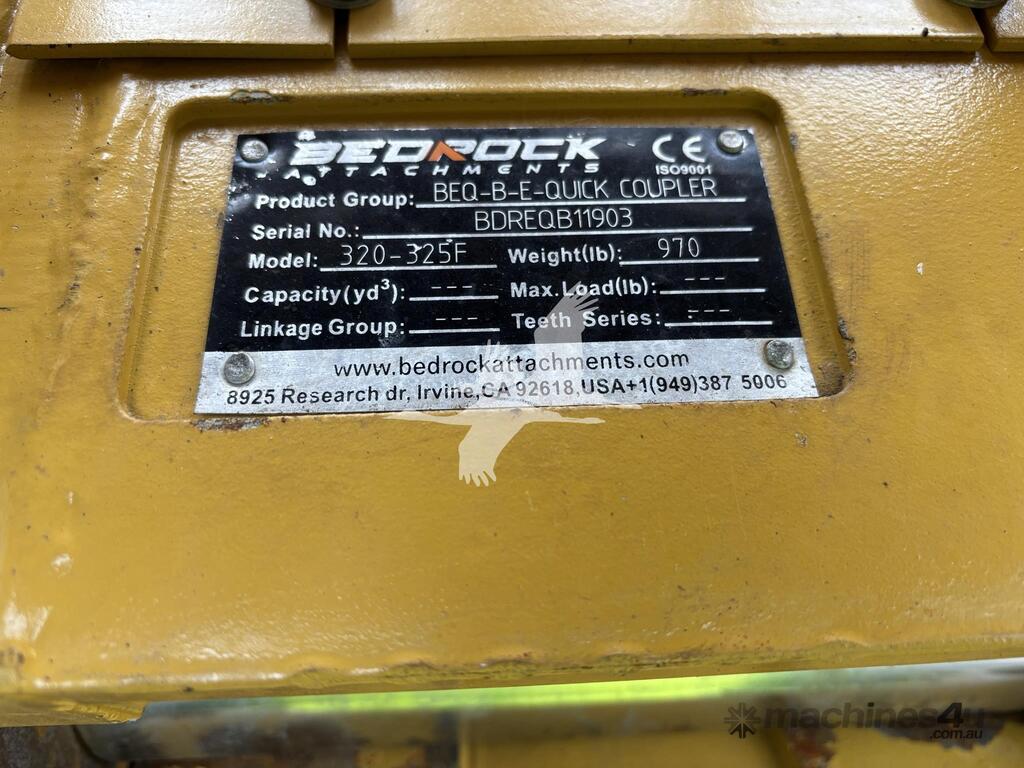 BEDROCK
ATTACHMENTS
CE
ISO9001
Product Group: BEQ-B-E-QUICK COUPLER
Serial No.: BDREQB11903
Model: 320-325F Weight(lb): 970
Capacity(yd³): --- Max.Load(lb): ---
Linkage Group: --- Teeth Series: ---
www.bedrockattachments.com
8925 Research dr, Irvine,CA 92618,USA+1(949)387 5006
machines4u
.com.au